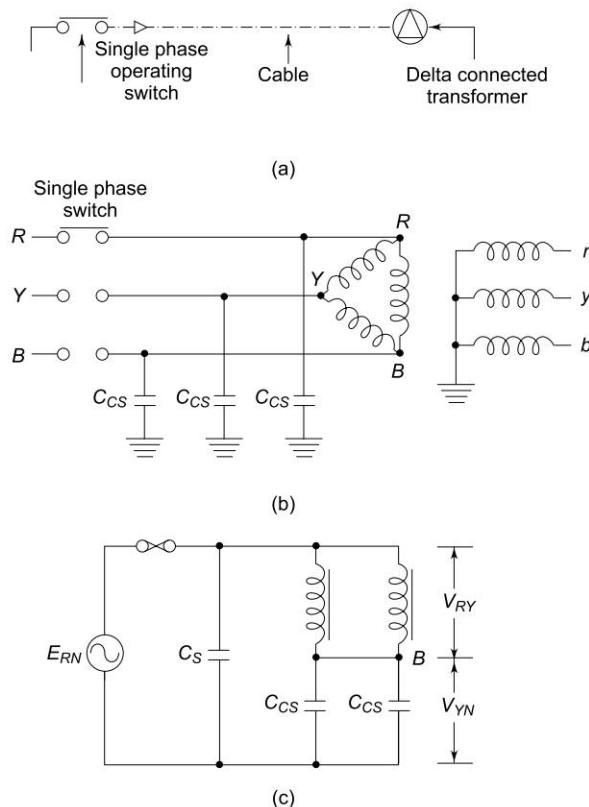 Single phase
operating
switch
Cable
Delta connected
transformer
(a)
Single phase
switch
R
R
r
Y
Y
y
B
B
b
C_CS
C_CS
C_CS
(b)
E_RN
C_S
C_CS
C_CS
B
V_RY
V_YN
(c)